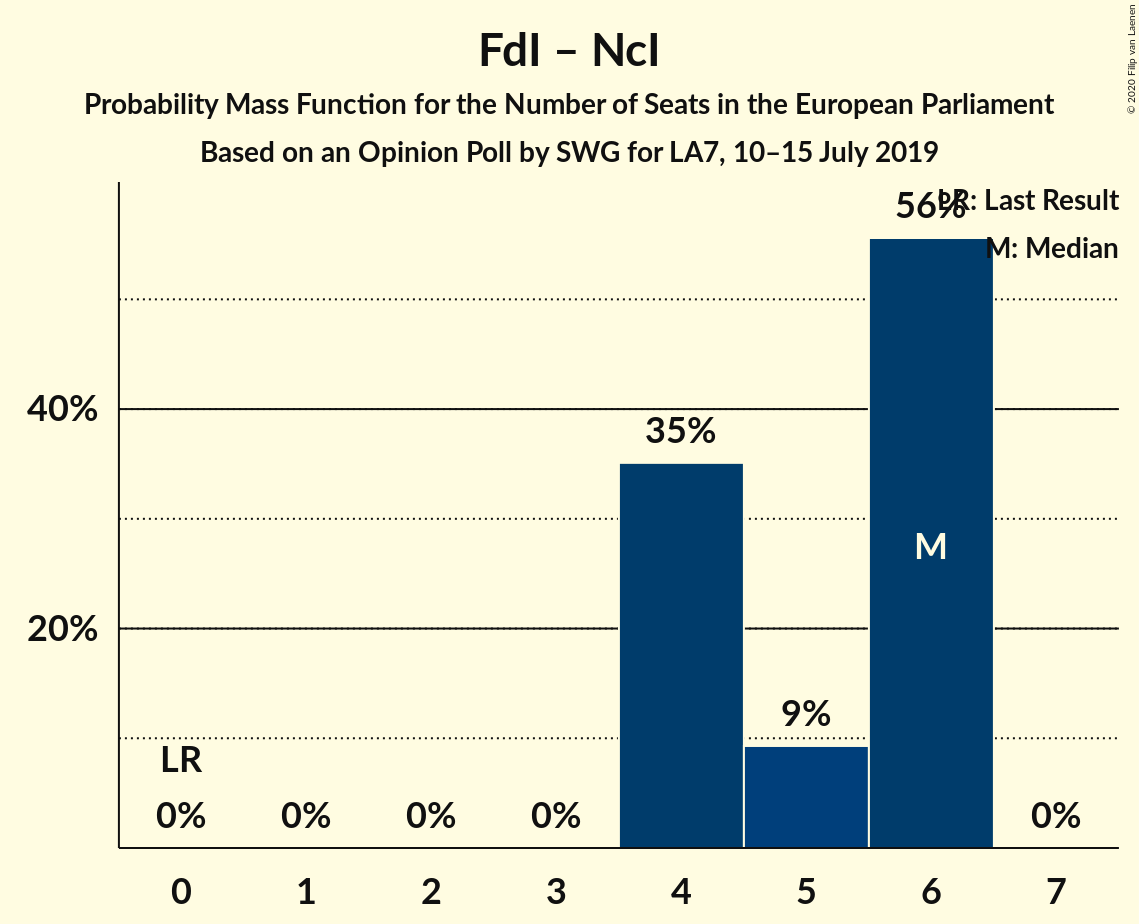 FdI – NcI
Probability Mass Function for the Number of Seats in the European Parliament
Based on an Opinion Poll by SWG for LA7, 10–15 July 2019
© 2020 Filip van Laenen
LR: Last Result
M: Median
56%
40%
35%
M
20%
9%
LR
0% 0% 0% 0% 0%
0 1 2 3 4 5 6 7